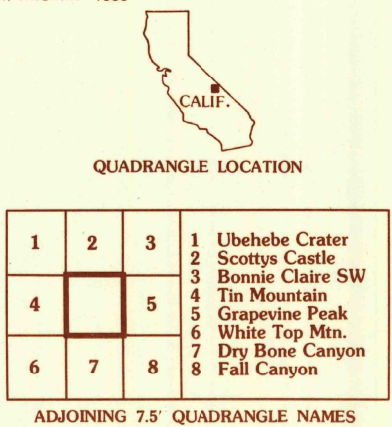 CALIF.
QUADRANGLE LOCATION
1 2 3
4 5
6 7 8
1 Ubehebe Crater
2 Scottys Castle
3 Bonnie Claire SW
4 Tin Mountain
5 Grapevine Peak
6 White Top Mtn.
7 Dry Bone Canyon
8 Fall Canyon
ADJOINING 7.5' QUADRANGLE NAMES